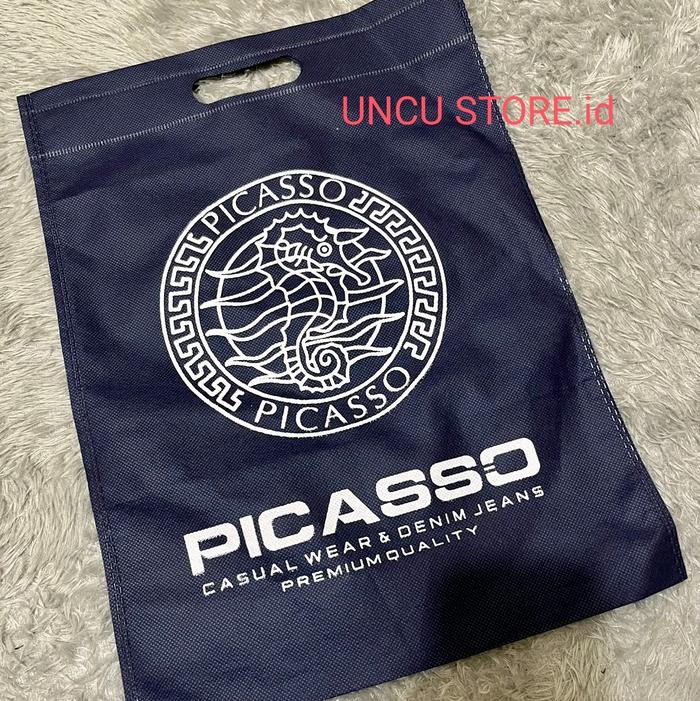 UNCU STORE.id
PICASSO
PICASSO
PICASSO
CASUAL WEAR & DENIM JEANS
PREMIUM QUALITY